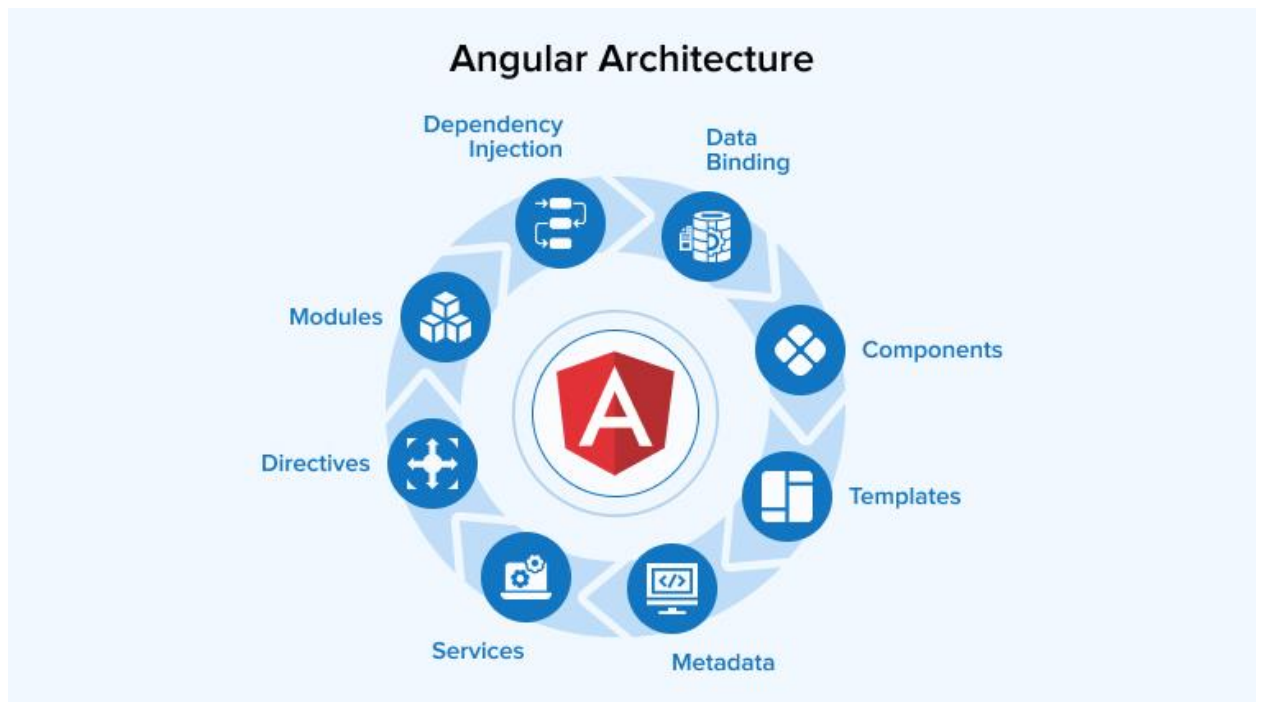 Angular Architecture
Dependency
Injection
Data
Binding
Modules
Components
Directives
Templates
Services
Metadata
A